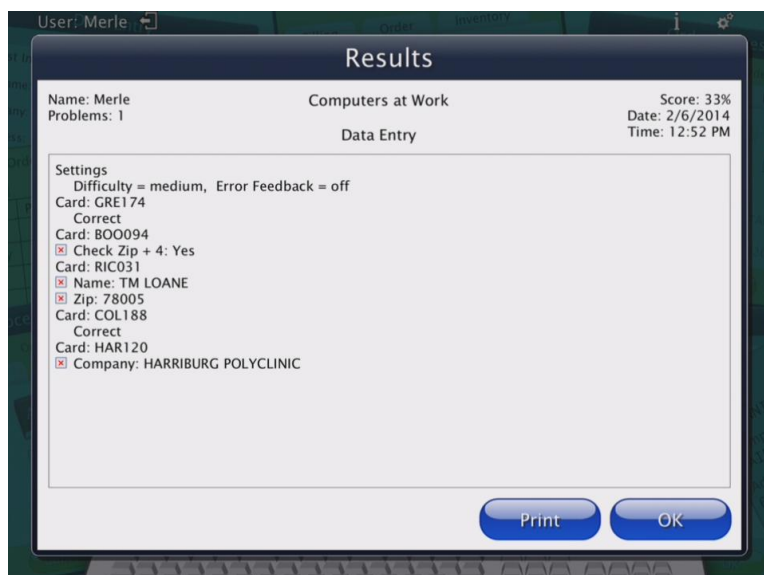 User: Merle
Order
Inventory
Results
Name: Merle
Computers at Work
Score: 33%
Problems: 1
Date: 2/6/2014
Data Entry
Time: 12:52 PM
Settings
Difficulty = medium, Error Feedback = off
Card: GRE174
Correct
Card: BOO094
Check Zip + 4: Yes
Card: RIC031
Name: TM LOANE
Zip: 78005
Card: COL188
Correct
Card: HAR120
Company: HARRIBURG POLYCLINIC
Print
OK